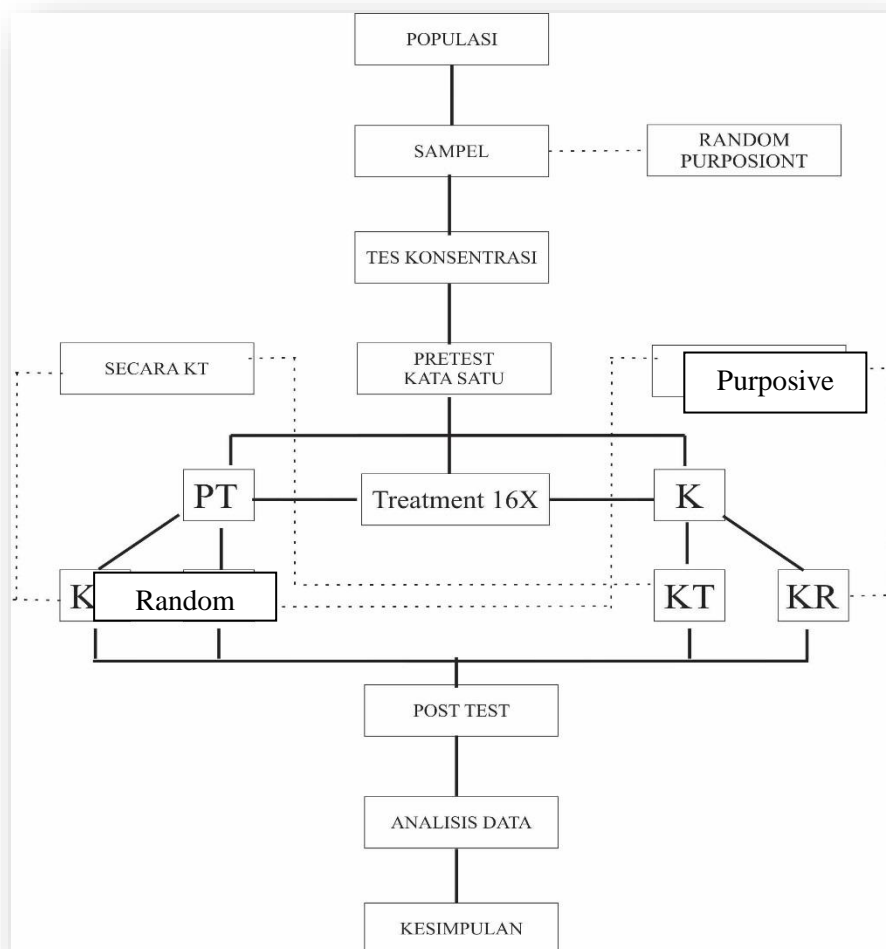 POPULASI
SAMPEL
RANDOM
PURPOSIONT
TES KONSENTRASI
SECARA KT
PRETEST
KATA SATU
Purposive
PT
Treatment 16X
K
Random
KT
KR
POST TEST
ANALISIS DATA
KESIMPULAN